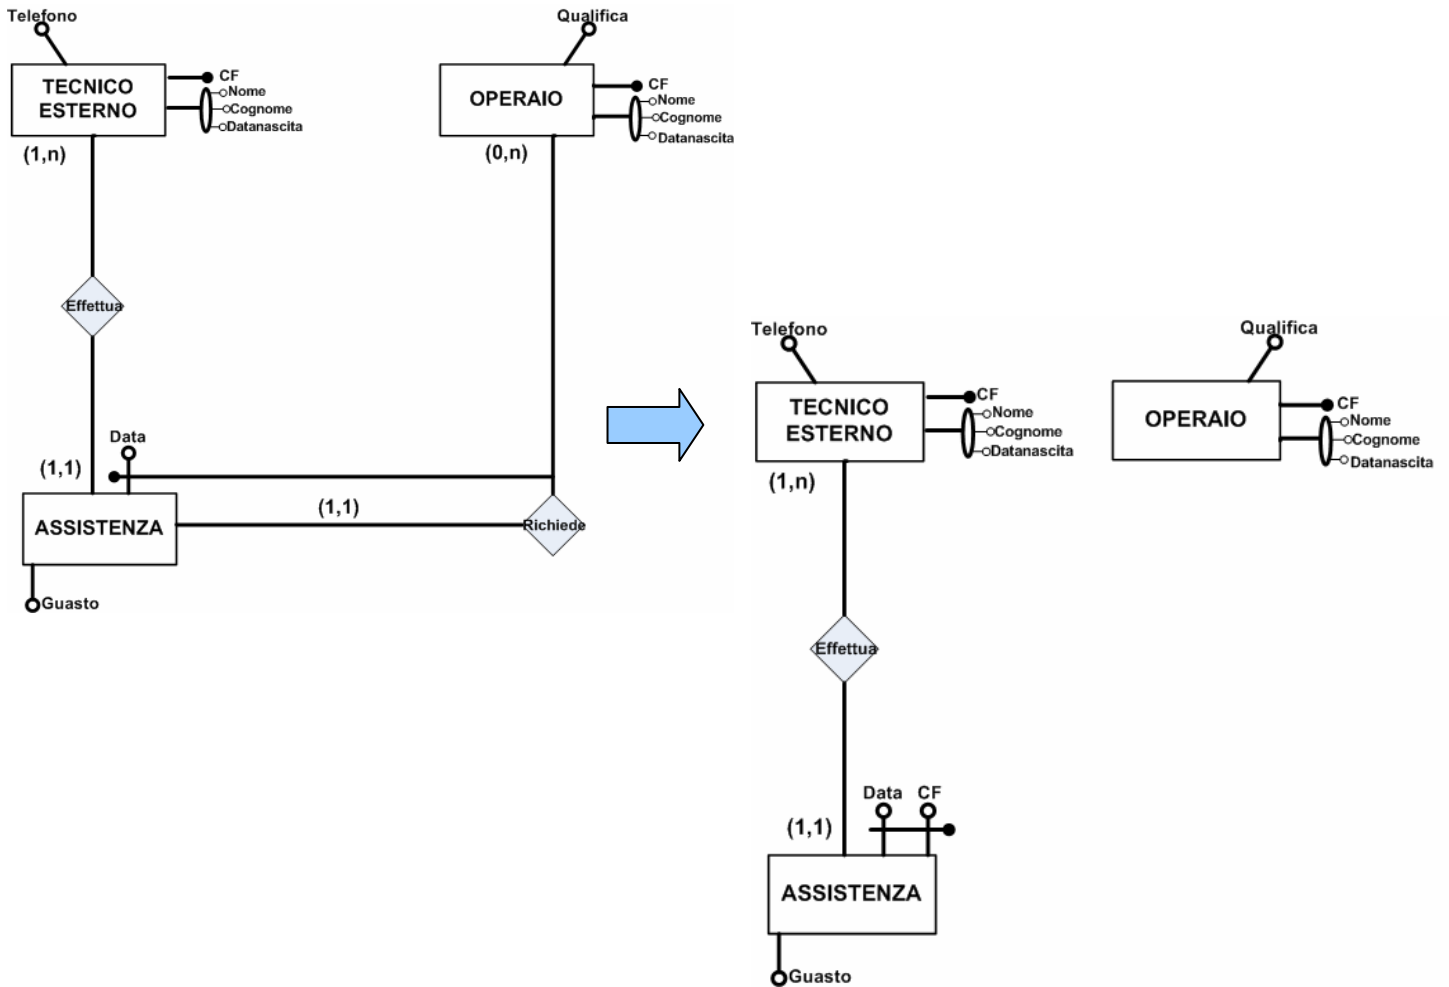 Telefono
TECNICO
ESTERNO
CF
Nome
Cognome
Datanascita
(1,n)
Qualifica
OPERAIO
CF
Nome
Cognome
Datanascita
(0,n)
Effettua
Data
(1,1)
ASSISTENZA
(1,1)
Richiede
Guasto
Telefono
TECNICO
ESTERNO
CF
Nome
Cognome
Datanascita
(1,n)
Qualifica
OPERAIO
CF
Nome
Cognome
Datanascita
Effettua
Data CF
(1,1)
ASSISTENZA
Guasto